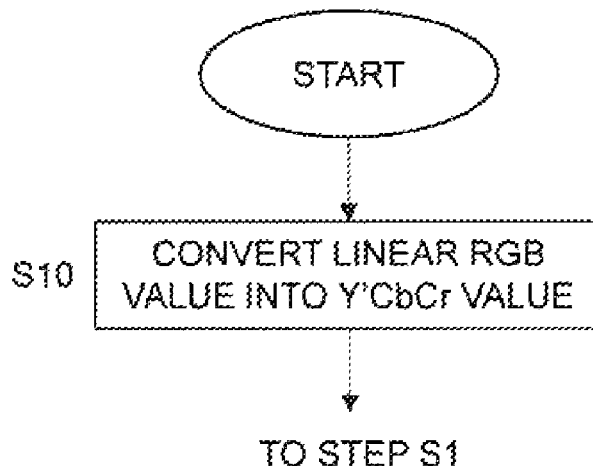 START
S10
CONVERT LINEAR RGB
VALUE INTO Y'CbCr VALUE
TO STEP S1